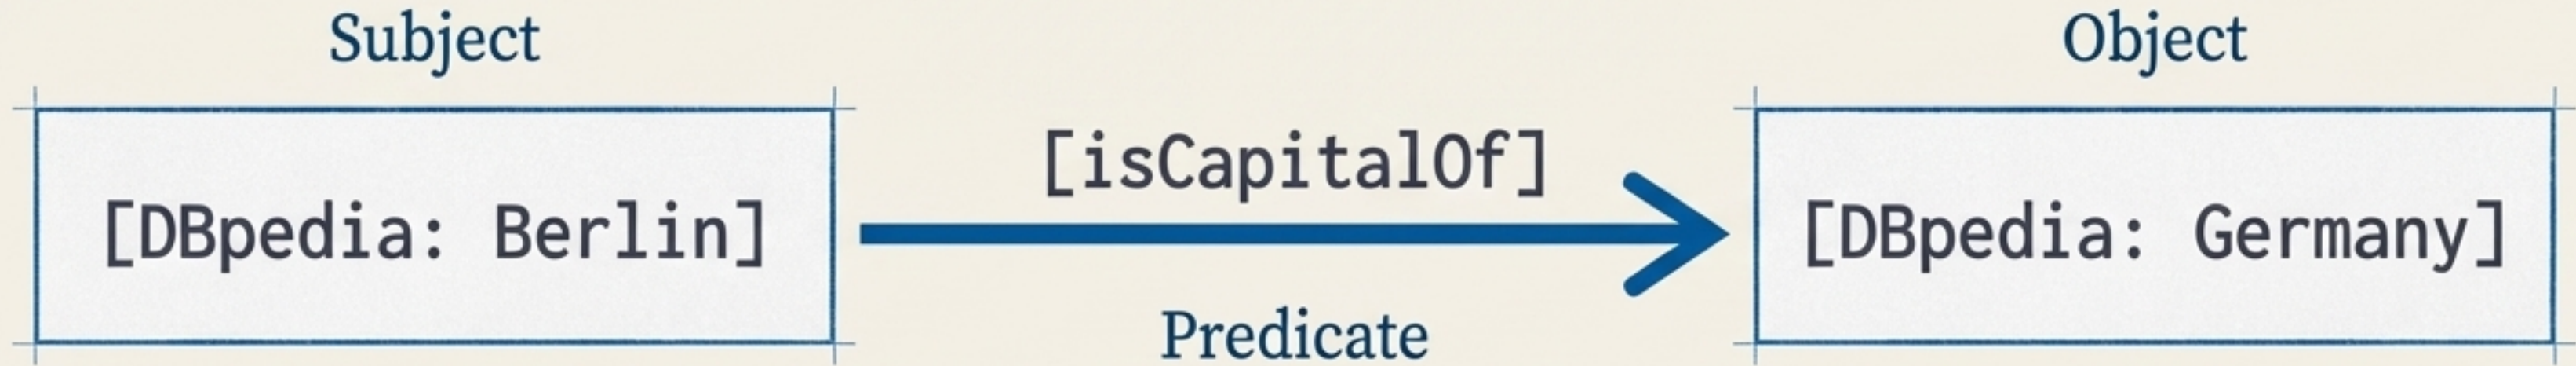 Subject
Object
[isCapitalOf]
[DBpedia: Berlin]
[DBpedia: Germany]
Predicate